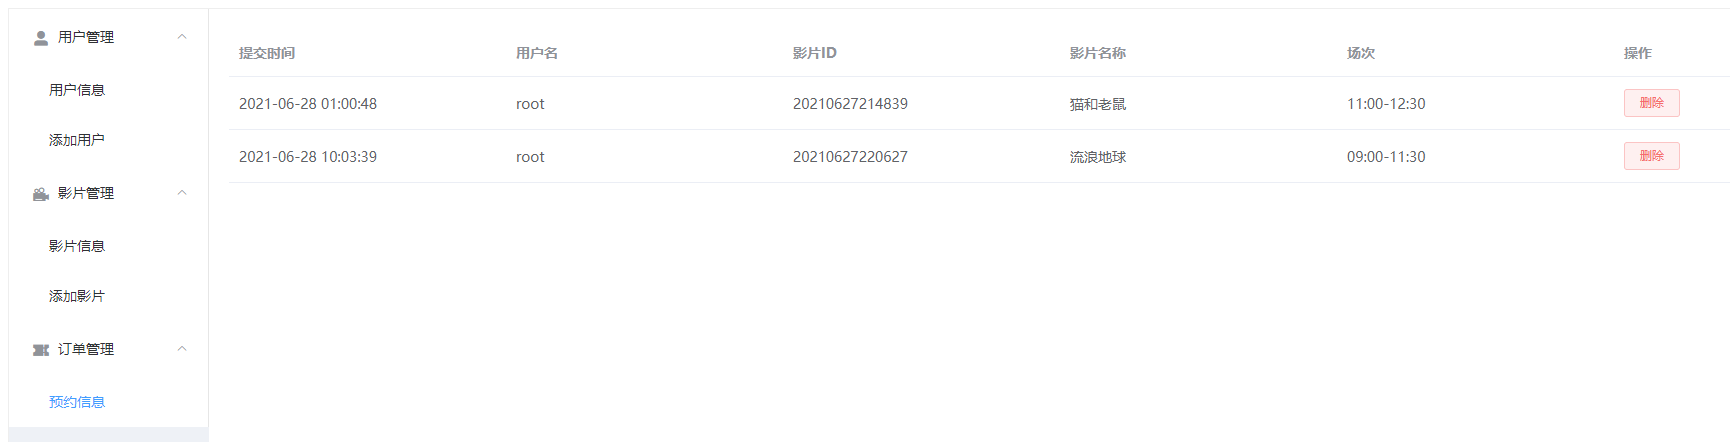 用户管理
用户信息
添加用户
影片管理
影片信息
添加影片
订单管理
预约信息
提交时间 用户名 影片ID 影片名称 场次 操作
2021-06-28 01:00:48 root 20210627214839 猫和老鼠 11:00-12:30 删除
2021-06-28 10:03:39 root 20210627220627 流浪地球 09:00-11:30 删除